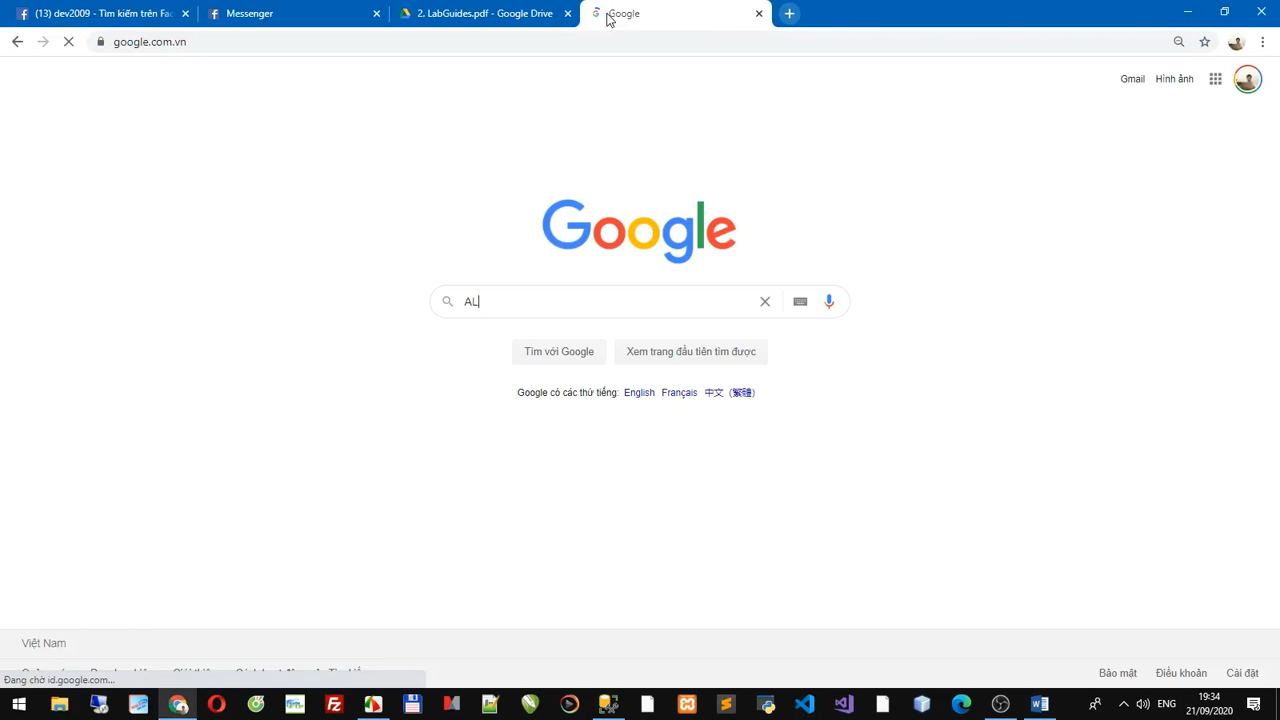 (13) dev2009 - Tìm kiếm trên Fac
Messenger
2. LabGuides.pdf - Google Drive
Google
google.com.vn
Gmail
Hình ảnh
Google
AL
Tìm với Google
Xem trang đầu tiên tìm được
Google có các thứ tiếng: English Français 中文 (繁體)
Việt Nam
Bảo mật
Điều khoản
Cài đặt
Đang chờ id.google.com...
ENG
19:34
21/09/2020